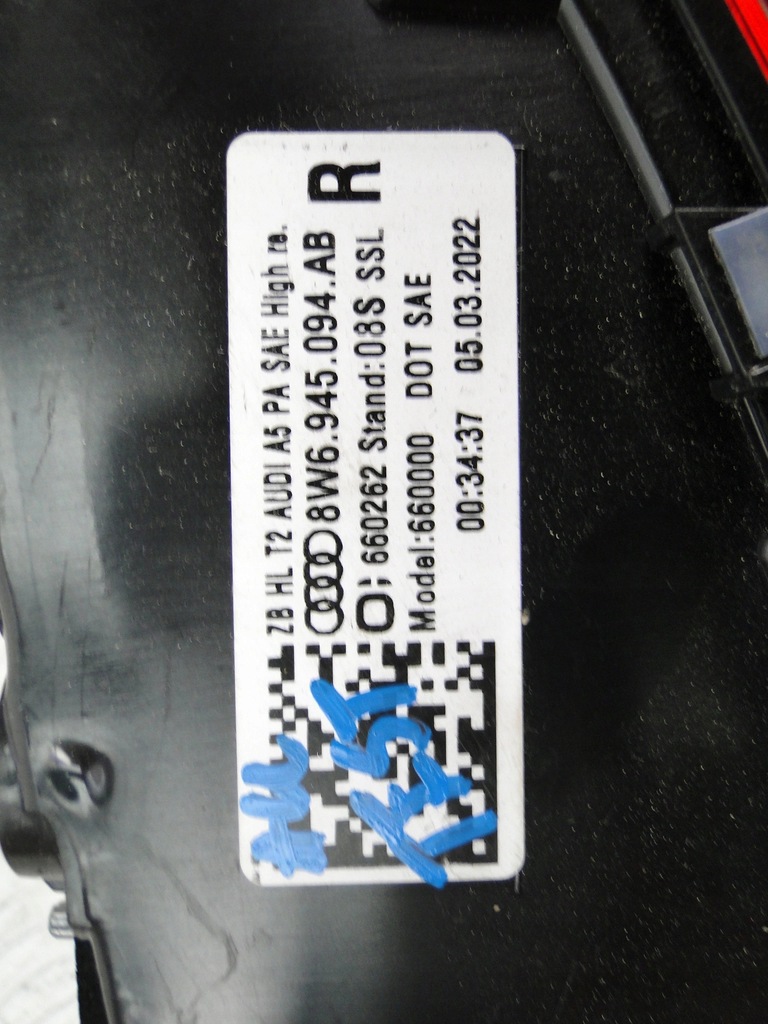 ZB HL T2 AUDI A5 PA SAE High re.
8W6.945.094.AB R
660262 Stand:08S SSL
Model:660000 DOT SAE
00:34:37 05.03.2022